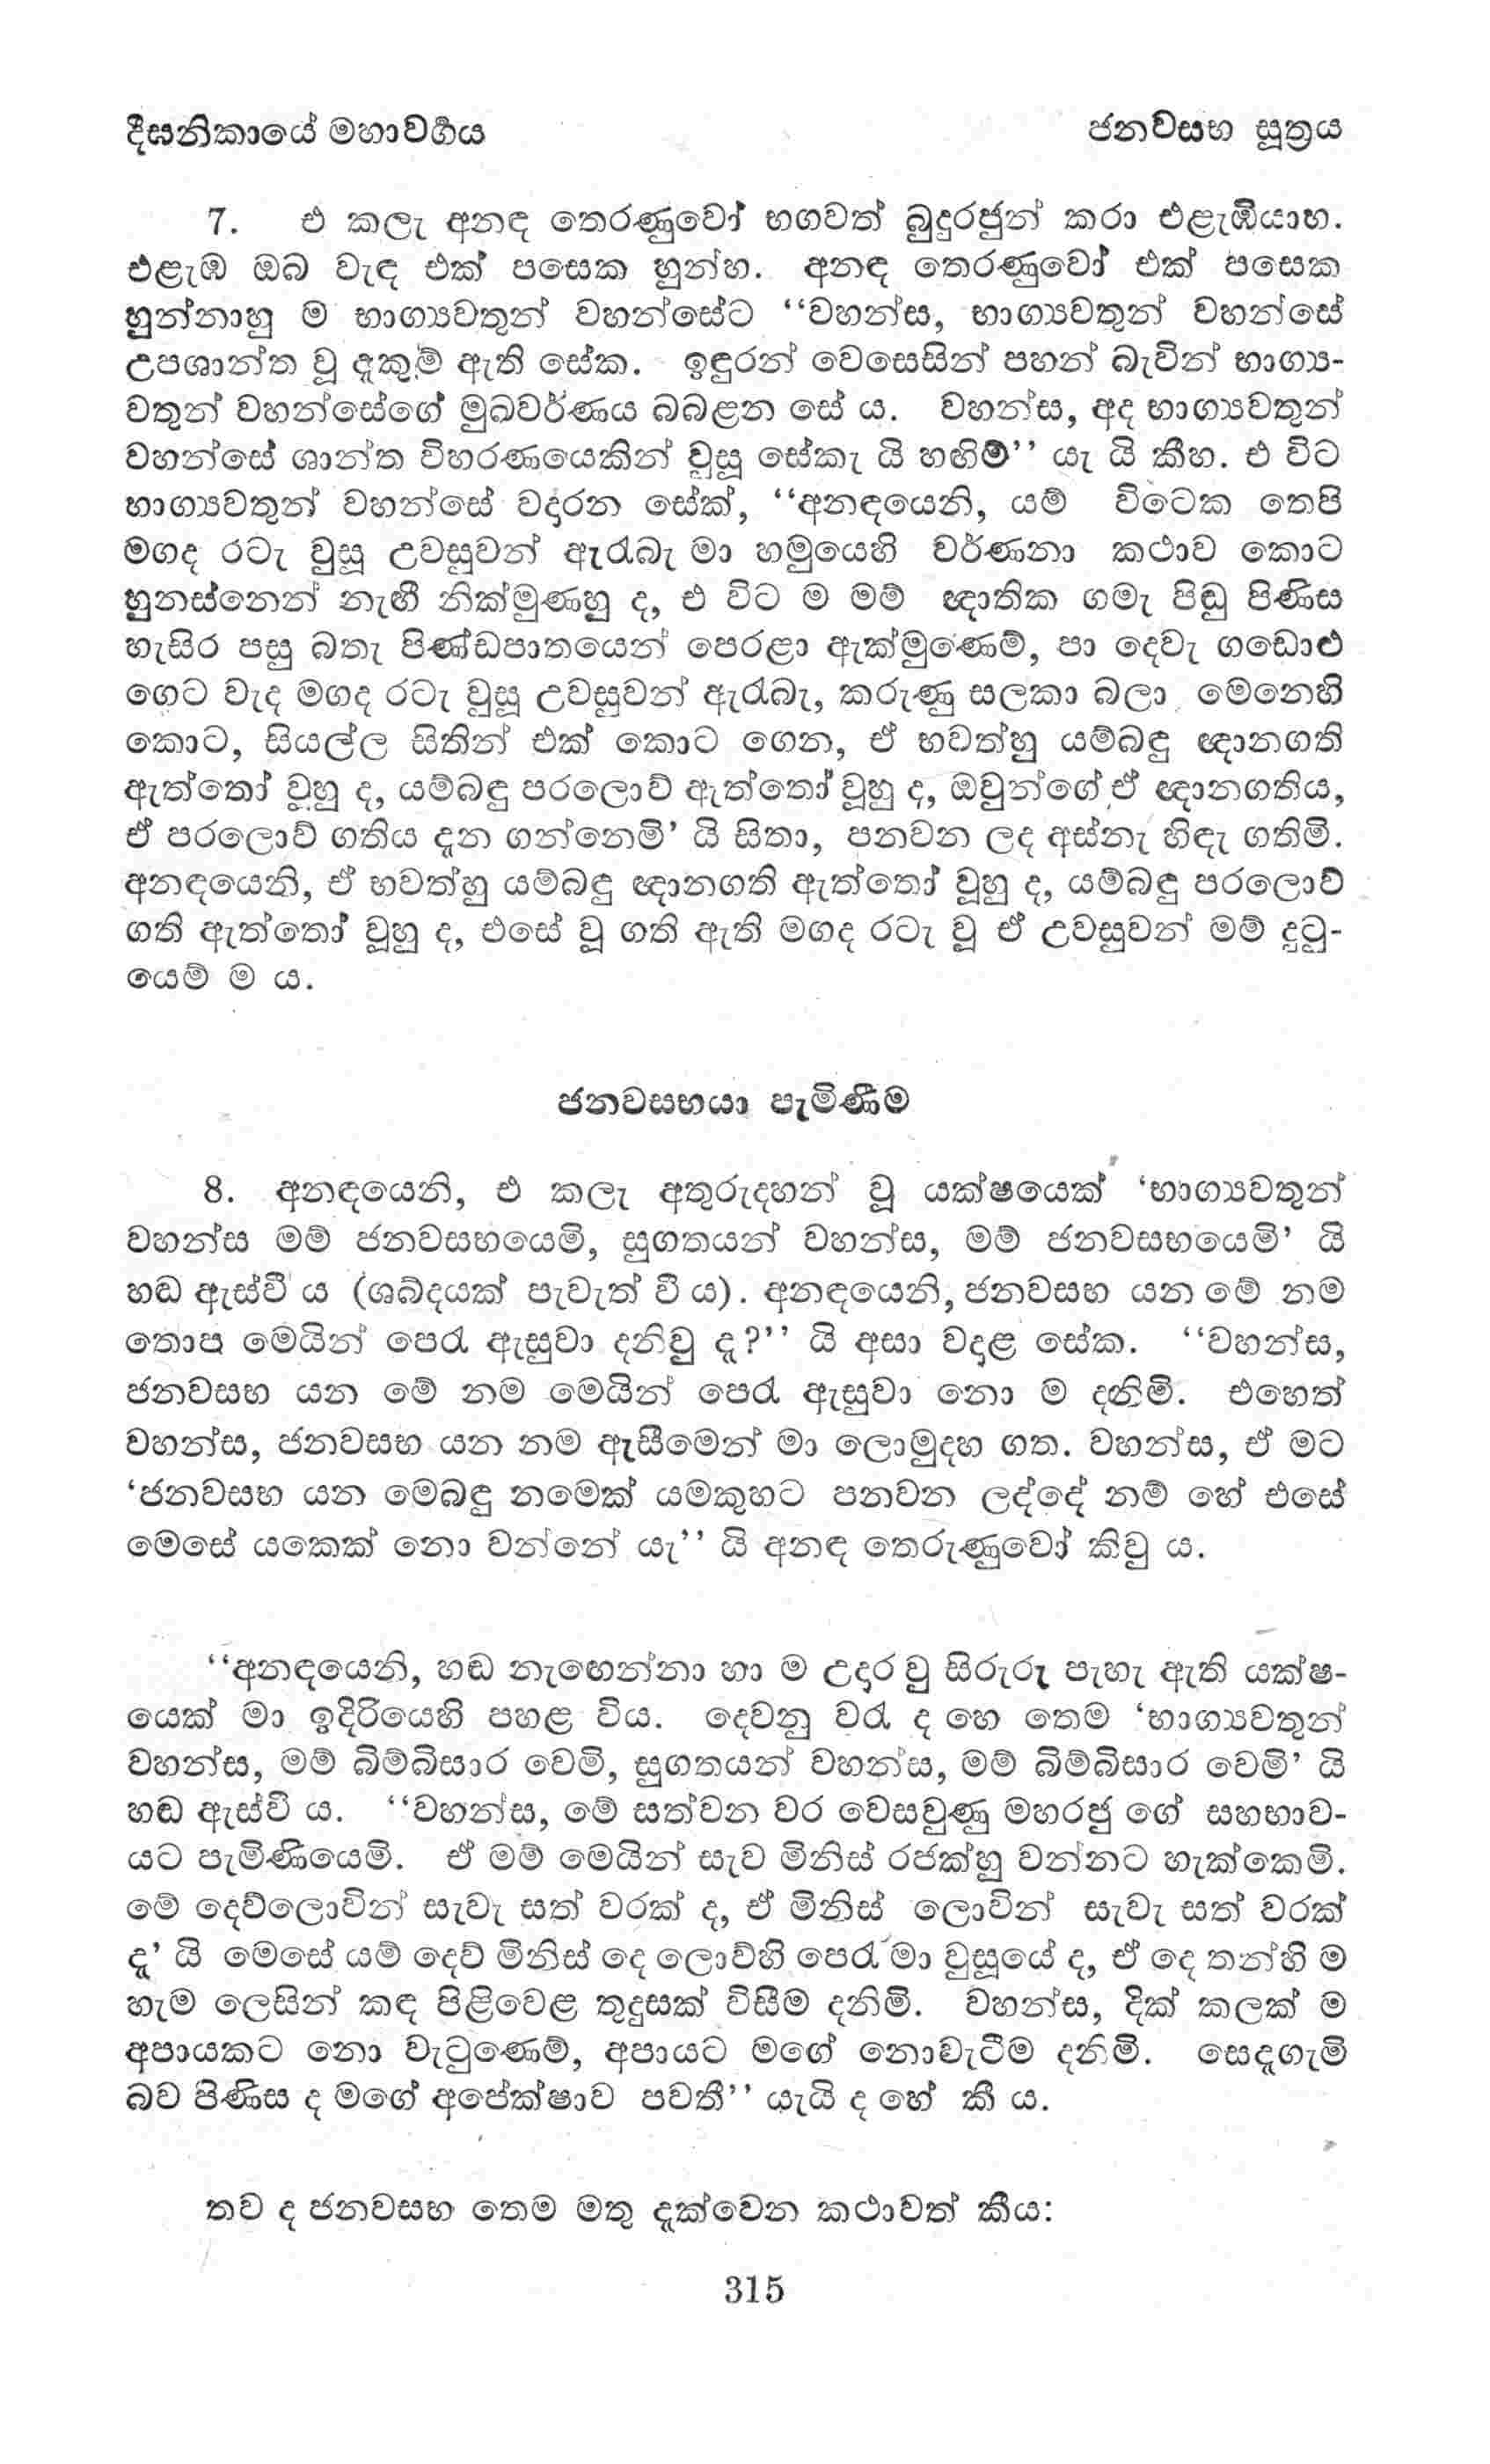 දීඝනිකායේ මහාවර්‍ගය ජනවසභ සූත්‍රය
7. එ කලැ අනඳ තෙරණුවෝ භගවත් බුදුරජුන් කරා එළැඹියාහ.
එළැඹ ඔබ වැඳ එක් පසෙක හුන්හ. අනඳ තෙරණුවෝ එක් පසෙක
හුන්නාහු ම භාග්‍යවතුන් වහන්සේට “වහන්ස, භාග්‍යවතුන් වහන්සේ
උපශාන්ත වූ දැකුම් ඇති සේක. ඉඳුරන් වෙසෙසින් පහන් බැවින් භාග්‍ය-
වතුන් වහන්සේගේ මුඛවර්ණය බබළන සේ ය. වහන්ස, අද භාග්‍යවතුන්
වහන්සේ ශාන්ත විහරණයෙකින් වුසූ සේකැ යි හඟිම්” යැ යි කීහ. එ විට
භාග්‍යවතුන් වහන්සේ වදාරන සේක්, “අනඳයෙනි, යම් විටෙක තෙපි
මගද රටැ වුසූ උවසුවන් ඇරැබැ මා හමුයෙහි වර්ණනා කථාව කොට
හුනස්නෙන් නැඟී නික්මුණහු ද, එ විට ම මම් ඤාතික ගමැ පිඬු පිණිස
හැසිර පසු බතැ පිණ්ඩපාතයෙන් පෙරළා ඇක්මුණෙම්, පා දෙවැ ගඩොළු
ගෙට වැද මගද රටැ වුසූ උවසුවන් ඇරැබැ, කරුණු සලකා බලා මෙනෙහි
කොට, සියල්ල සිතින් එක් කොට ගෙන, ඒ භවත්හු යම්බඳු ඤානගති
ඇත්තෝ වූහු ද, යම්බඳු පරලොව් ඇත්තෝ වූහු ද, ඔවුන්ගේ ඒ ඤානගතිය,
ඒ පරලොව් ගතිය දැන ගන්නෙමි’ යි සිතා, පනවන ලද අස්නැ හිඳැ ගතිමි.
අනඳයෙනි, ඒ භවත්හු යම්බඳු ඤානගති ඇත්තෝ වූහු ද, යම්බඳු පරලොව්
ගති ඇත්තෝ වූහු ද, එසේ වූ ගති ඇති මගද රටැ වූ ඒ උවසුවන් මම් දුටු-
යෙම් ම ය.
ජනවසභයා පැමිණීම
8. අනඳයෙනි, එ කලැ අතුරුදහන් වූ යක්ෂයෙක් ‘භාග්‍යවතුන්
වහන්ස මම් ජනවසභයෙමි, සුගතයන් වහන්ස, මම් ජනවසභයෙමි’ යි
හඬ ඇස්වී ය (ශබ්දයක් පැවැත් වී ය). අනඳයෙනි, ජනවසභ යන මේ නම
තොප මෙයින් පෙරැ ඇසුවා දනිවු දැ?” යි අසා වදාළ සේක. “වහන්ස,
ජනවසභ යන මේ නම මෙයින් පෙරැ ඇසුවා නො ම දනිමි. එහෙත්
වහන්ස, ජනවසභ යන නම ඇසීමෙන් මා ලොමුදහ ගත. වහන්ස, ඒ මට
‘ජනවසභ යන මෙබඳු නමෙක් යමකුහට පනවන ලද්දේ නම් හේ එසේ
මෙසේ යකෙක් නො වන්නේ යැ” යි අනඳ තෙරුණුවෝ කිවු ය.
“අනඳයෙනි, හඬ නැඟෙන්නා හා ම උදාර වු සිරුරු පැහැ ඇති යක්ෂ-
යෙක් මා ඉදිරියෙහි පහළ විය. දෙවනු වරැ ද හෙ තෙම ‘භාග්‍යවතුන්
වහන්ස, මම් බිම්බිසාර වෙමි, සුගතයන් වහන්ස, මම් බිම්බිසාර වෙමි’ යි
හඬ ඇස්වී ය. “වහන්ස, මේ සත්වන වර වෙසවුණු මහරජු ගේ සහභාව-
යට පැමිණියෙමි. ඒ මම් මෙයින් සැව මිනිස් රජක්හු වන්නට හැක්කෙමි.
මේ දෙව්ලොවින් සැවැ සත් වරක් ද, ඒ මිනිස් ලොවින් සැවැ සත් වරක්
දැ’ යි මෙසේ යම් දෙව් මිනිස් දෙ ලොව්හි පෙරැ මා වුසූයේ ද, ඒ දෙ තන්හි ම
හැම ලෙසින් කඳ පිළිවෙළ තුදුසක් විසීම දනිමි. වහන්ස, දික් කලක් ම
අපායකට නො වැටුණෙම්, අපායට මගේ නොවැටීම දනිමි. සෙදැගැමි
බව පිණිස ද මගේ අපේක්ෂාව පවතී” යැයි ද හේ කී ය.
තව ද ජනවසභ තෙම මතු දැක්වෙන කථාවත් කීය:
315